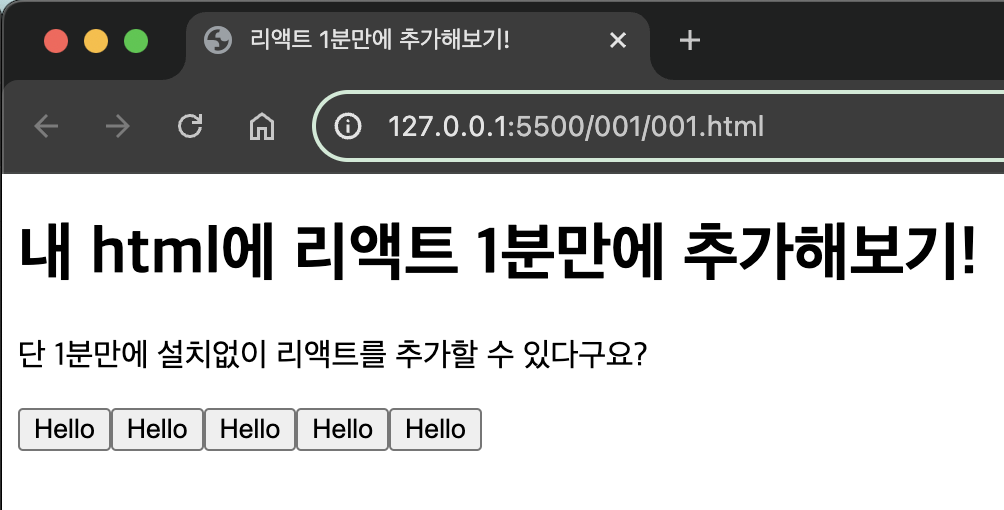 리액트 1분만에 추가해보기!
127.0.0.1:5500/001/001.html
내 html에 리액트 1분만에 추가해보기!
단 1분만에 설치없이 리액트를 추가할 수 있다구요?
Hello Hello Hello Hello Hello